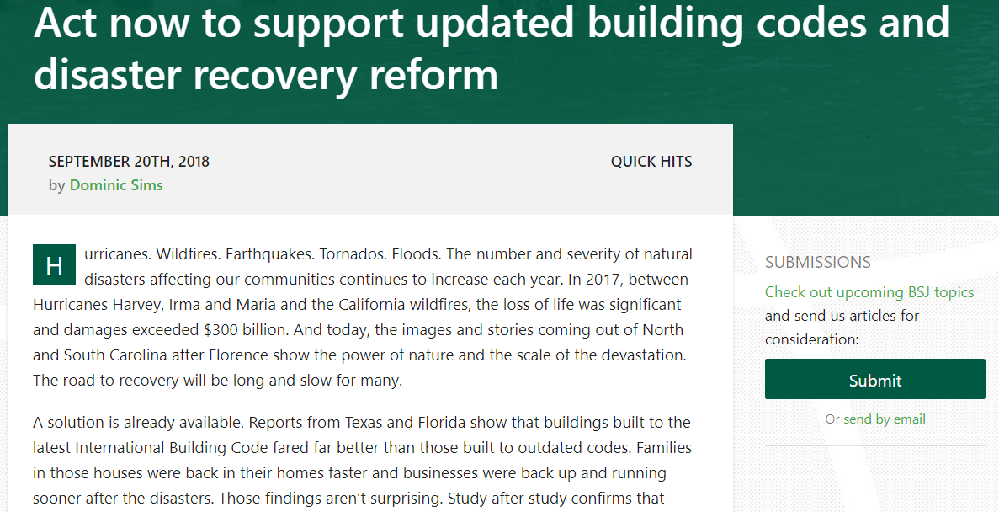 Act now to support updated building codes and
disaster recovery reform
SEPTEMBER 20TH, 2018
QUICK HITS
by Dominic Sims
Hurricanes. Wildfires. Earthquakes. Tornados. Floods. The number and severity of natural
disasters affecting our communities continues to increase each year. In 2017, between
Hurricanes Harvey, Irma and Maria and the California wildfires, the loss of life was significant
and damages exceeded $300 billion. And today, the images and stories coming out of North
and South Carolina after Florence show the power of nature and the scale of the devastation.
The road to recovery will be long and slow for many.
A solution is already available. Reports from Texas and Florida show that buildings built to the
latest International Building Code fared far better than those built to outdated codes. Families
in those houses were back in their homes faster and businesses were back up and running
sooner after the disasters. Those findings aren’t surprising. Study after study confirms that
SUBMISSIONS
Check out upcoming BSJ topics
and send us articles for
consideration:
Submit
Or send by email